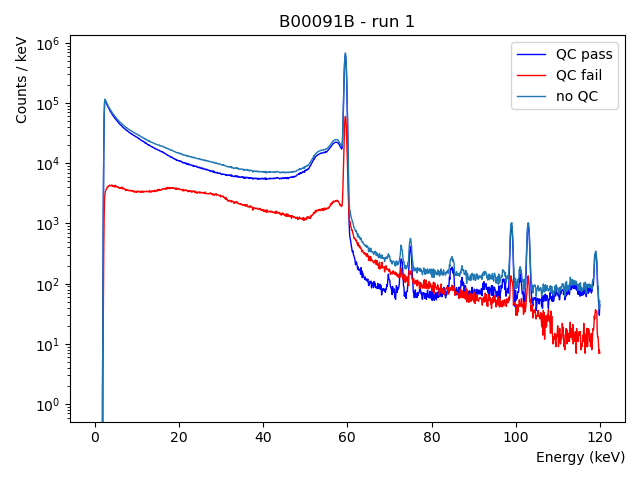 B00091B - run 1
Counts / keV
10^6
10^5
10^4
10^3
10^2
10^1
10^0
QC pass
QC fail
no QC
0 20 40 60 80 100 120
Energy (keV)